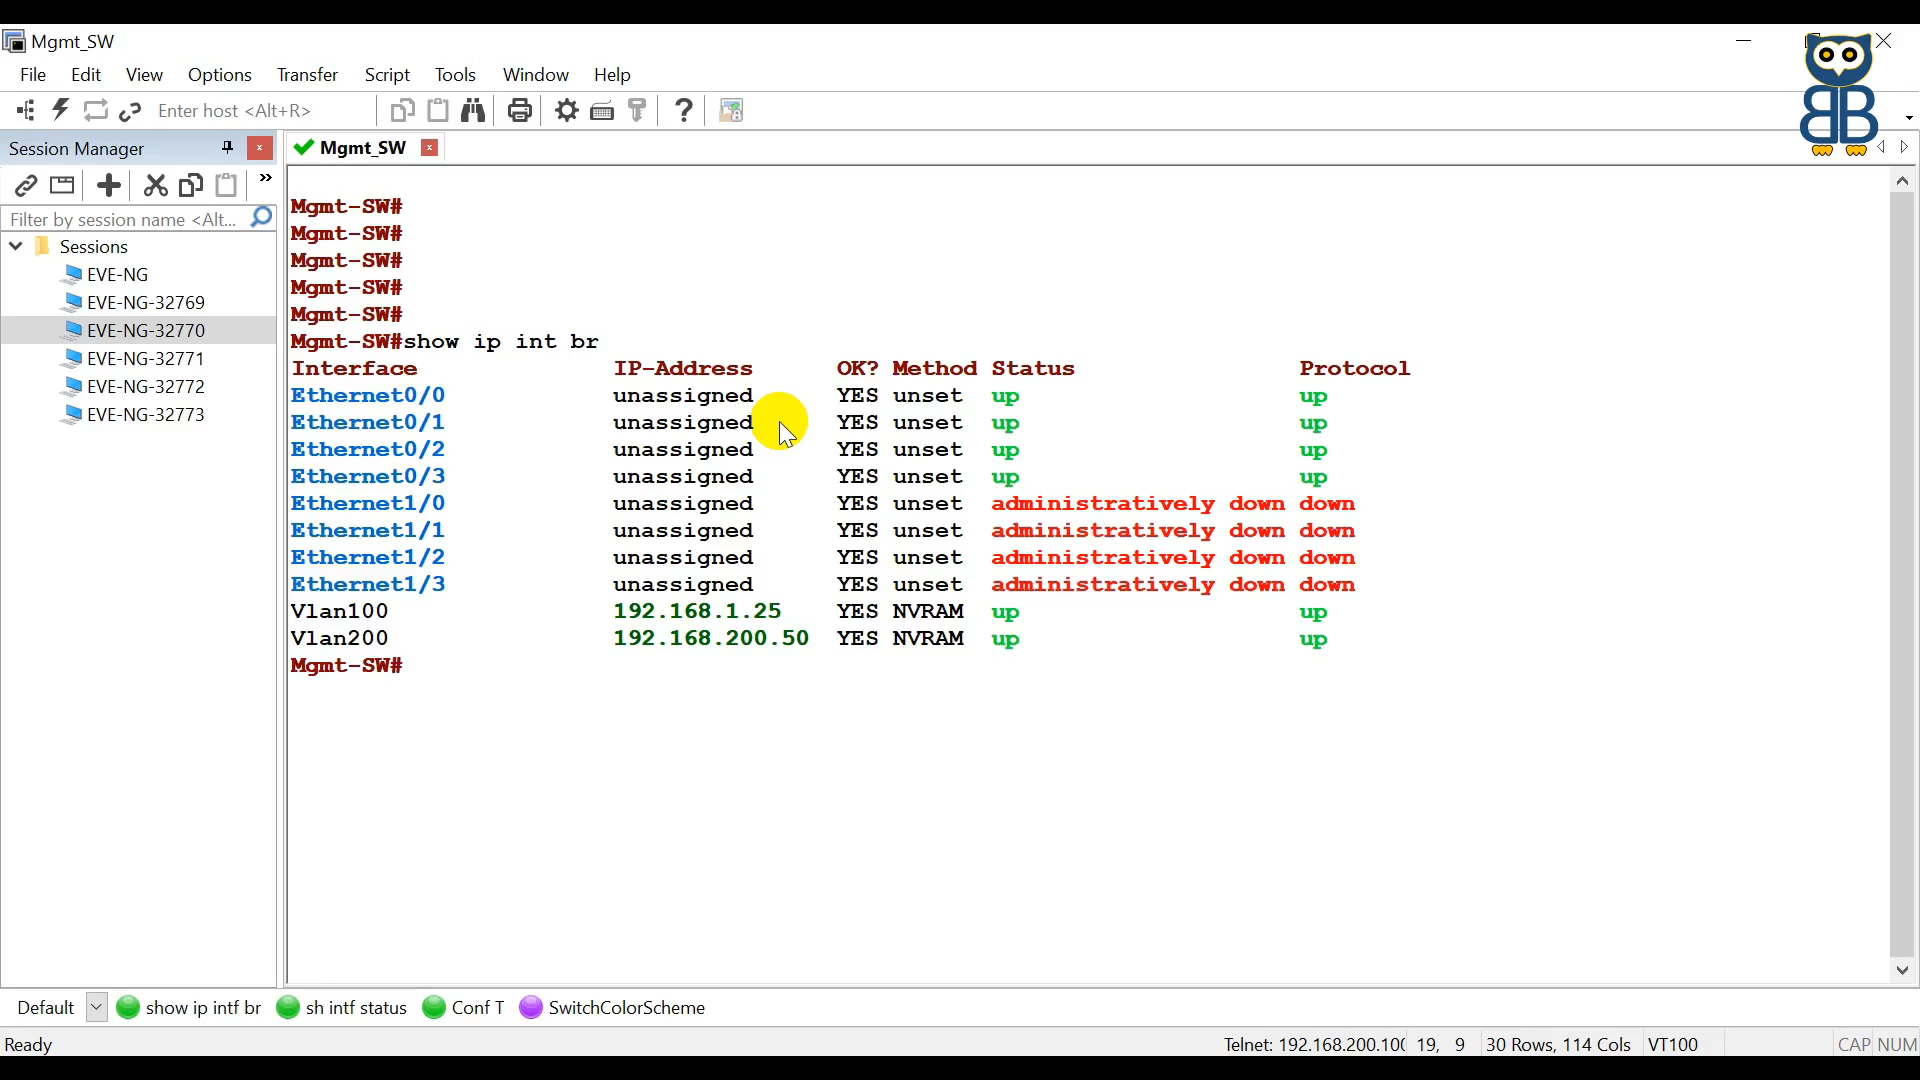 Mgmt_SW
File Edit View Options Transfer Script Tools Window Help
Enter host <Alt+R>
BB
Session Manager
Mgmt_SW
Filter by session name <Alt...
Sessions
EVE-NG
EVE-NG-32769
EVE-NG-32770
EVE-NG-32771
EVE-NG-32772
EVE-NG-32773
Mgmt-SW#
Mgmt-SW#
Mgmt-SW#
Mgmt-SW#
Mgmt-SW#
Mgmt-SW#show ip int br
Interface IP-Address OK? Method Status Protocol
Ethernet0/0 unassigned YES unset up up
Ethernet0/1 unassigned YES unset up up
Ethernet0/2 unassigned YES unset up up
Ethernet0/3 unassigned YES unset up up
Ethernet1/0 unassigned YES unset administratively down down
Ethernet1/1 unassigned YES unset administratively down down
Ethernet1/2 unassigned YES unset administratively down down
Ethernet1/3 unassigned YES unset administratively down down
Vlan100 192.168.1.25 YES NVRAM up up
Vlan200 192.168.200.50 YES NVRAM up up
Mgmt-SW#
Default show ip intf br sh intf status Conf T SwitchColorScheme
Ready Telnet: 192.168.200.100 19, 9 30 Rows, 114 Cols VT100 CAP NUM